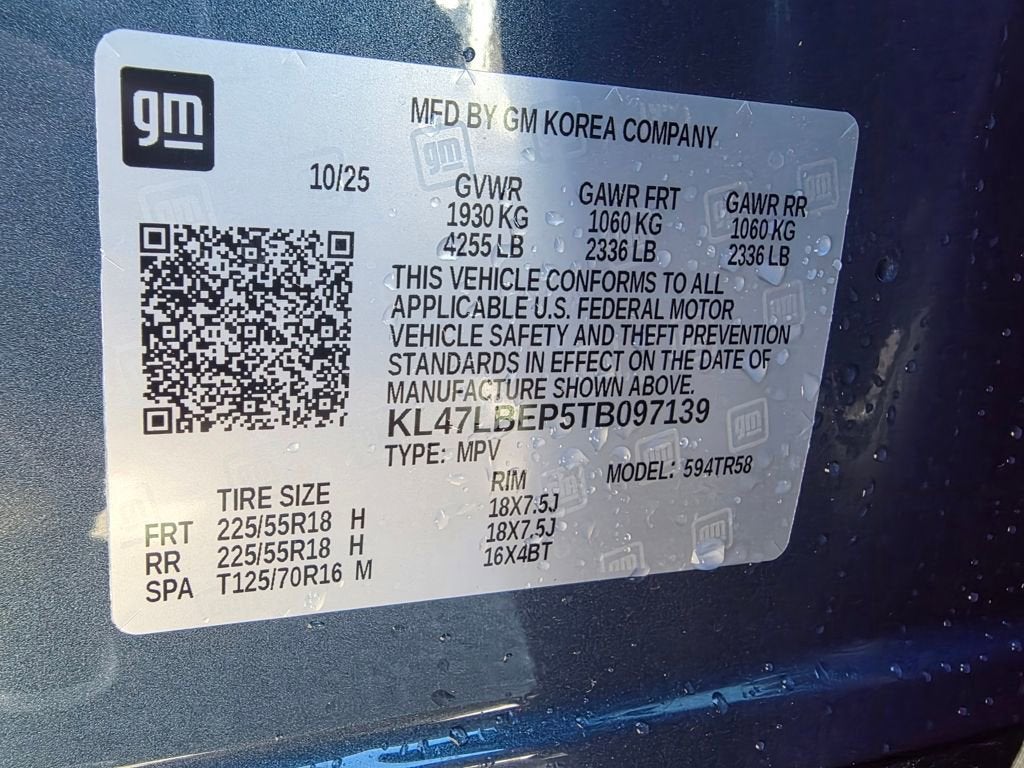 gm
MFD BY GM KOREA COMPANY
10/25
GVWR GAWR FRT GAWR RR
1930 KG 1060 KG 1060 KG
4255 LB 2336 LB 2336 LB
THIS VEHICLE CONFORMS TO ALL
APPLICABLE U.S. FEDERAL MOTOR
VEHICLE SAFETY AND THEFT PREVENTION
STANDARDS IN EFFECT ON THE DATE OF
MANUFACTURE SHOWN ABOVE.
KL47LBEP5TB097139
TYPE: MPV MODEL: 594TR58
TIRE SIZE RIM
FRT 225/55R18 H 18X7.5J
RR 225/55R18 H 18X7.5J
SPA T125/70R16 M 16X4BT